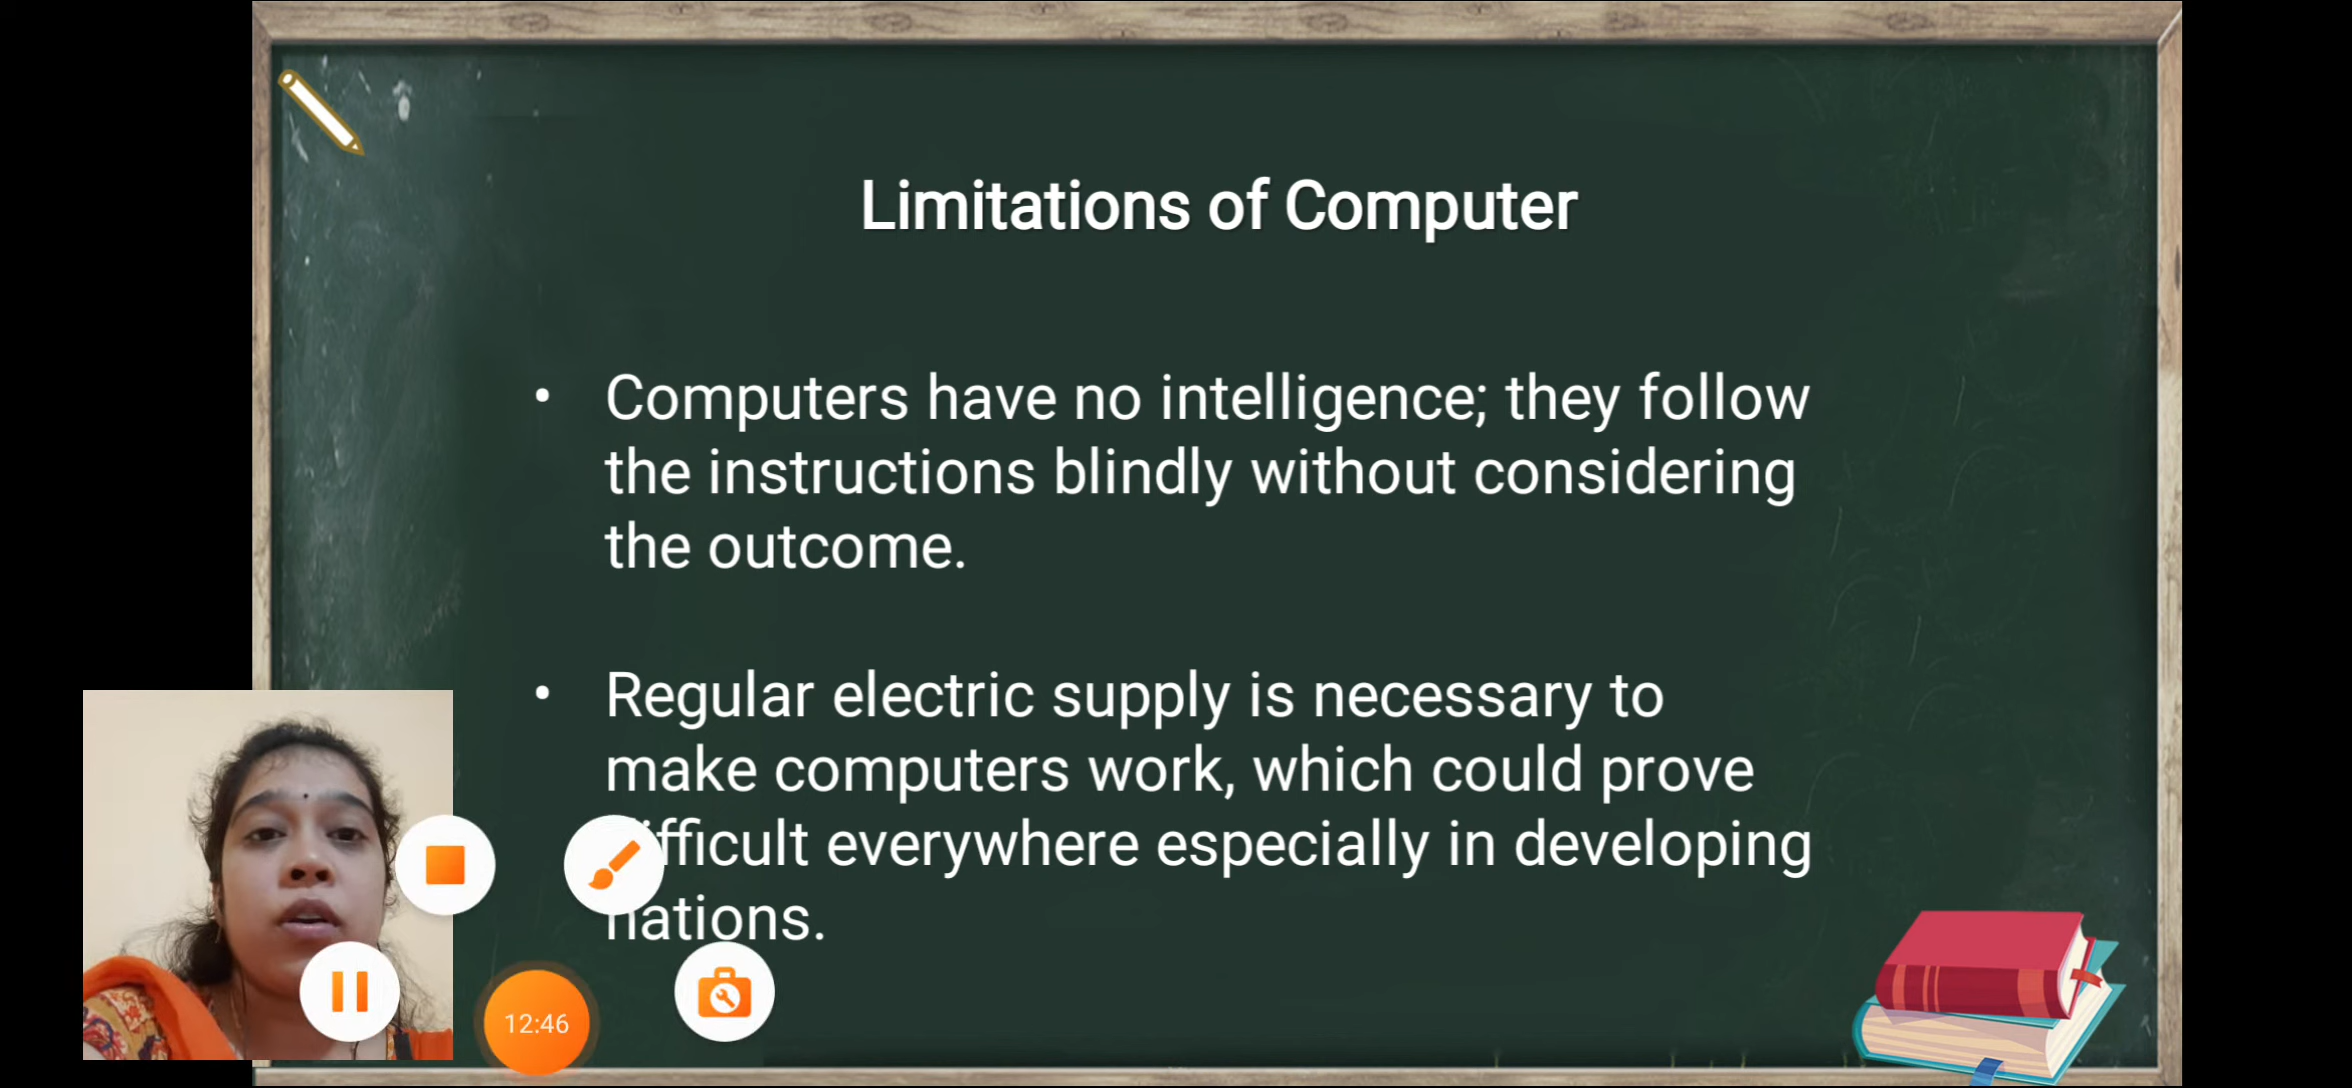 Limitations of Computer
• Computers have no intelligence; they follow
the instructions blindly without considering
the outcome.
• Regular electric supply is necessary to
make computers work, which could prove
difficult everywhere especially in developing
nations.
12:46